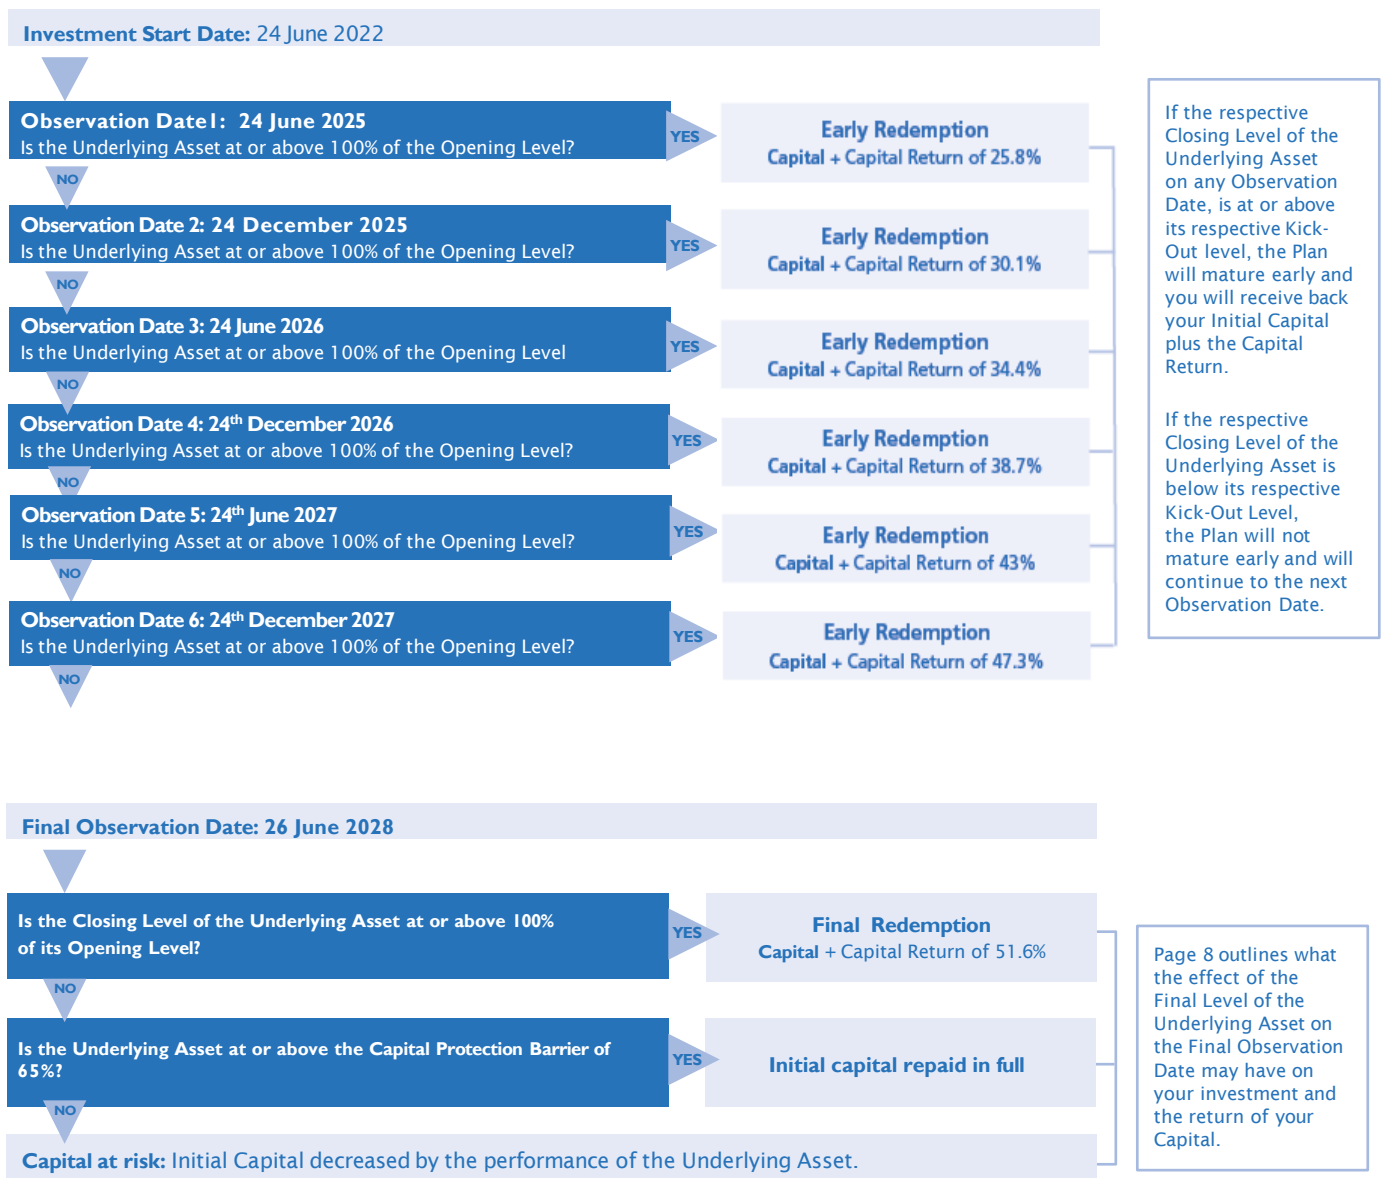 Investment Start Date: 24 June 2022
Observation Date1: 24 June 2025
Is the Underlying Asset at or above 100% of the Opening Level?
YES
Early Redemption
Capital + Capital Return of 25.8%
NO
Observation Date 2: 24 December 2025
Is the Underlying Asset at or above 100% of the Opening Level?
YES
Early Redemption
Capital + Capital Return of 30.1%
NO
Observation Date 3: 24 June 2026
Is the Underlying Asset at or above 100% of the Opening Level
YES
Early Redemption
Capital + Capital Return of 34.4%
NO
Observation Date 4: 24th December 2026
Is the Underlying Asset at or above 100% of the Opening Level?
YES
Early Redemption
Capital + Capital Return of 38.7%
NO
Observation Date 5: 24th June 2027
Is the Underlying Asset at or above 100% of the Opening Level?
YES
Early Redemption
Capital + Capital Return of 43%
NO
Observation Date 6: 24th December 2027
Is the Underlying Asset at or above 100% of the Opening Level?
YES
Early Redemption
Capital + Capital Return of 47.3%
NO
If the respective
Closing Level of the
Underlying Asset
on any Observation
Date, is at or above
its respective Kick-
Out level, the Plan
will mature early and
you will receive back
your Initial Capital
plus the Capital
Return.
If the respective
Closing Level of the
Underlying Asset is
below its respective
Kick-Out Level,
the Plan will not
mature early and will
continue to the next
Observation Date.
Final Observation Date: 26 June 2028
Is the Closing Level of the Underlying Asset at or above 100%
of its Opening Level?
YES
Final Redemption
Capital + Capital Return of 51.6%
NO
Is the Underlying Asset at or above the Capital Protection Barrier of
65%?
YES
Initial capital repaid in full
NO
Capital at risk: Initial Capital decreased by the performance of the Underlying Asset.
Page 8 outlines what
the effect of the
Final Level of the
Underlying Asset on
the Final Observation
Date may have on
your investment and
the return of your
Capital.